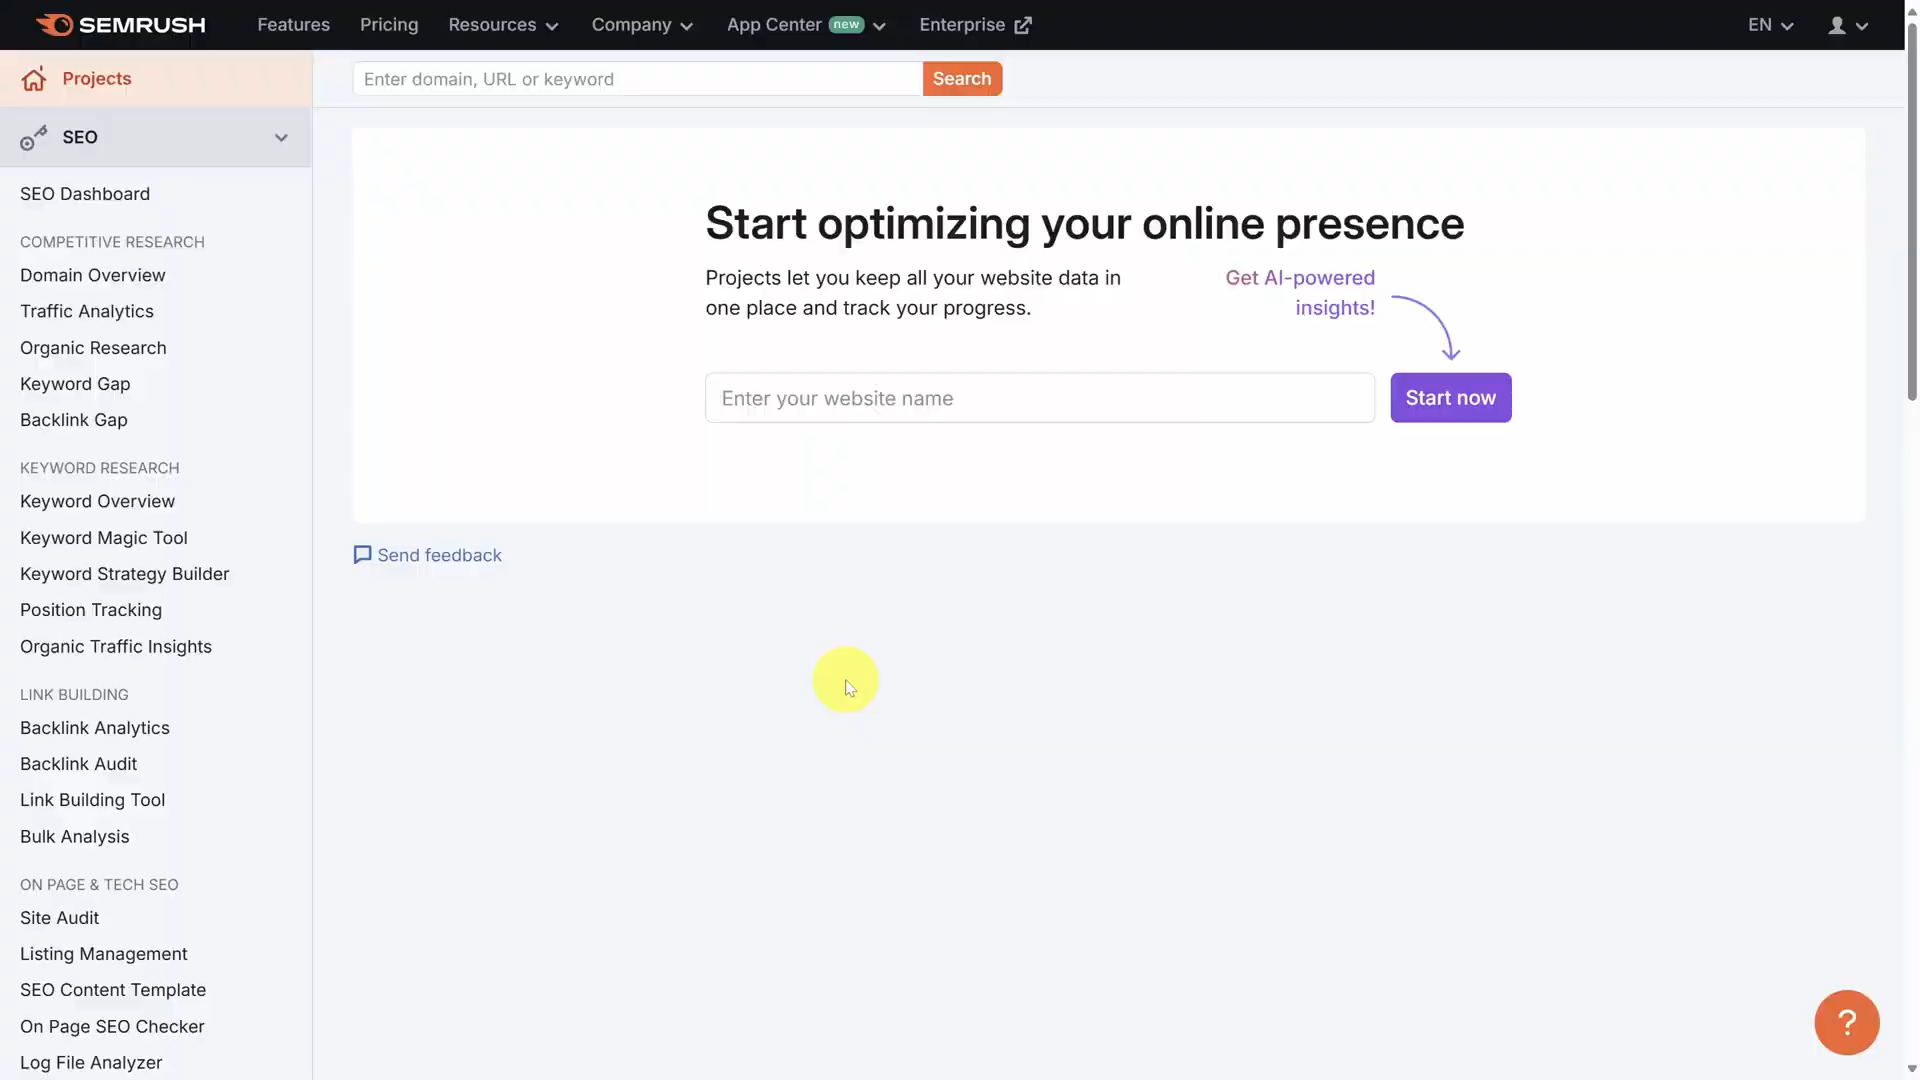 SEMRUSH
Features
Pricing
Resources
Company
App Center new
Enterprise
EN
Projects
Enter domain, URL or keyword
Search
SEO
SEO Dashboard
COMPETITIVE RESEARCH
Domain Overview
Traffic Analytics
Organic Research
Keyword Gap
Backlink Gap
KEYWORD RESEARCH
Keyword Overview
Keyword Magic Tool
Keyword Strategy Builder
Position Tracking
Organic Traffic Insights
LINK BUILDING
Backlink Analytics
Backlink Audit
Link Building Tool
Bulk Analysis
ON PAGE & TECH SEO
Site Audit
Listing Management
SEO Content Template
On Page SEO Checker
Log File Analyzer
Start optimizing your online presence
Projects let you keep all your website data in
one place and track your progress.
Get AI-powered
insights!
Enter your website name
Start now
Send feedback
?